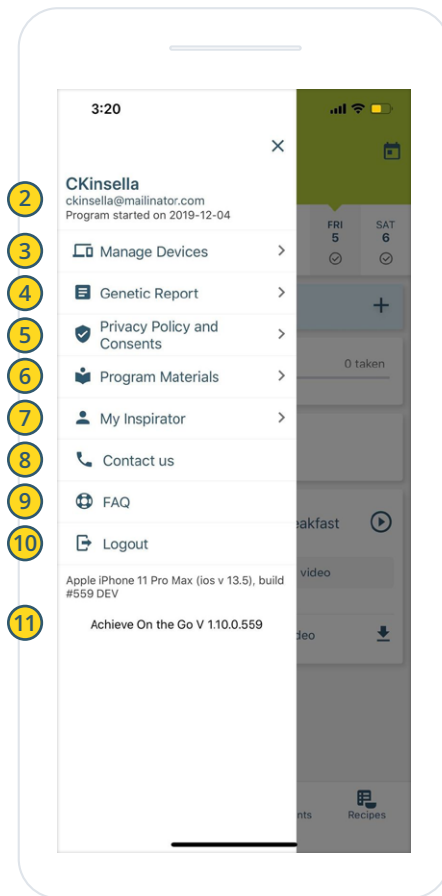 3:20
2
CKinsella
ckinsella@mailinator.com
Program started on 2019-12-04
FRI
5
SAT
6
3
Manage Devices
4
Genetic Report
5
Privacy Policy and
Consents
0 taken
6
Program Materials
7
My Inspirator
8
Contact us
9
FAQ
10
Logout
video
Apple iPhone 11 Pro Max (ios v 13.5), build
#559 DEV
11
Achieve On the Go V 1.10.0.559
Recipes